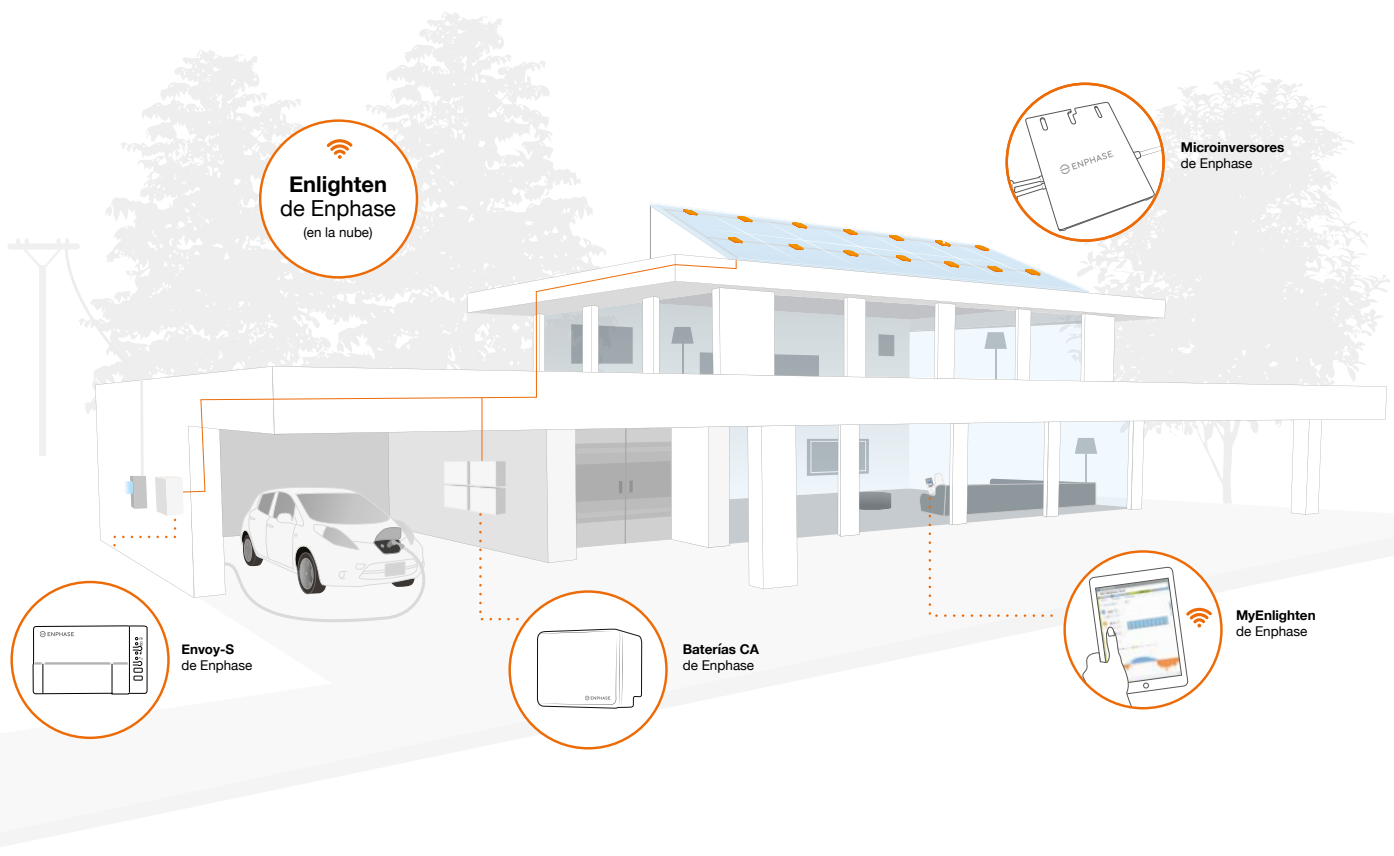 Enlighten
de Enphase
(en la nube)
ENPHASE
Microinversores
de Enphase
ENPHASE
Envoy-S
de Enphase
ENPHASE
Baterías CA
de Enphase
MyEnlighten
de Enphase